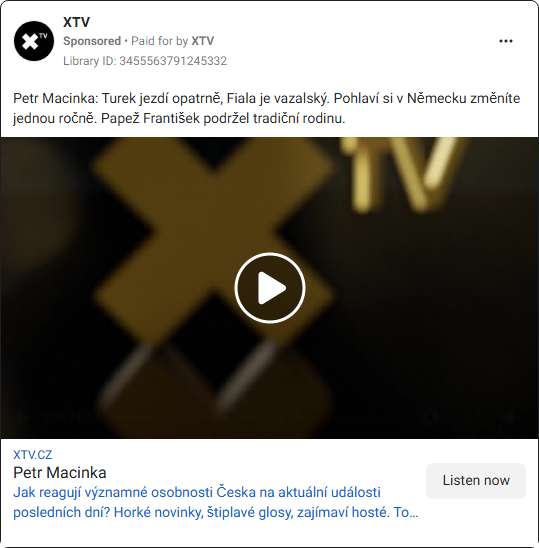 XTV
Sponsored • Paid for by XTV
Library ID: 3455563791245332
Petr Macinka: Turek jezdí opatrně, Fiala je vazalský. Pohlaví si v Německu změníte
jednou ročně. Papež František podržel tradiční rodinu.
XTV
XTV.CZ
Petr Macinka
Jak reagují významné osobnosti Česka na aktuální události
posledních dní? Horké novinky, štiplavé glosy, zajímaví hosté. To...
Listen now